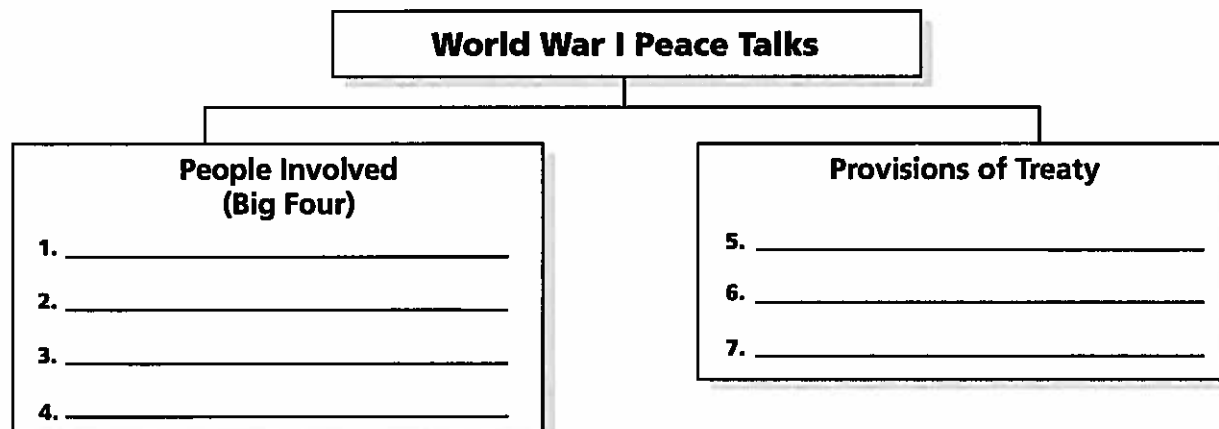 World War I Peace Talks
People Involved
(Big Four)
1.
2.
3.
4.
Provisions of Treaty
5.
6.
7.